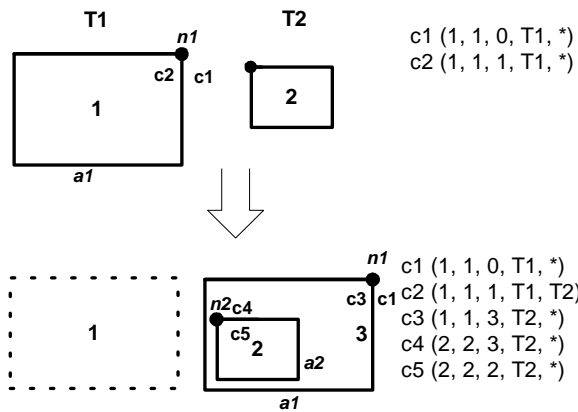 T1
T2
n1
c2 c1
1
2
a1
c1 (1, 1, 0, T1, *)
c2 (1, 1, 1, T1, *)
1
n1
c3 c1
n2 c4
c5
2
3
a2
a1
c1 (1, 1, 0, T1, *)
c2 (1, 1, 1, T1, T2)
c3 (1, 1, 3, T2, *)
c4 (2, 2, 3, T2, *)
c5 (2, 2, 2, T2, *)